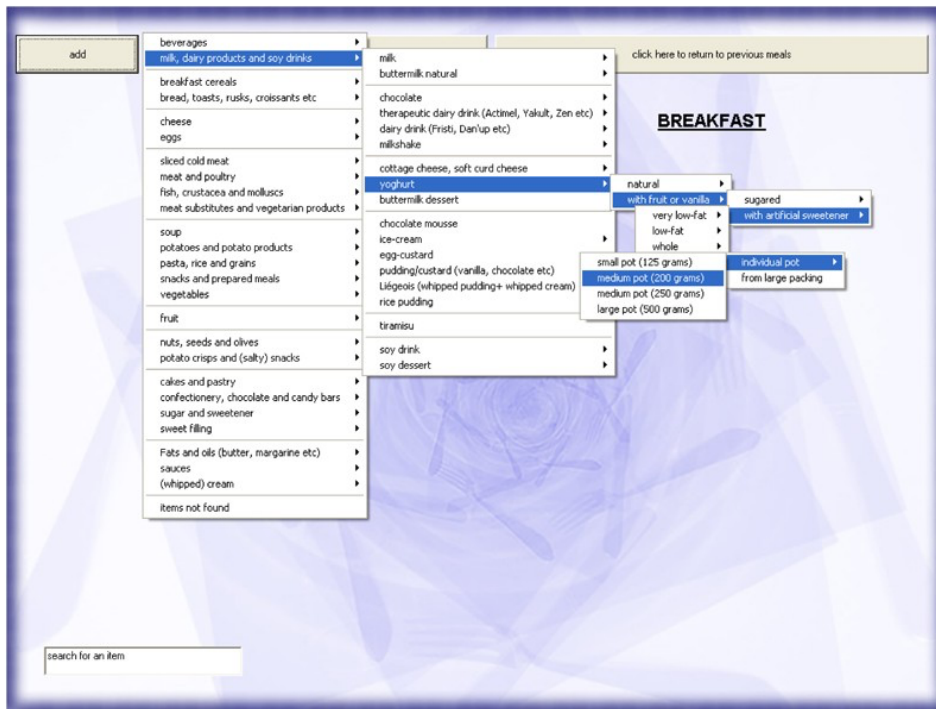 add
click here to return to previous meals
BREAKFAST
beverages
milk, dairy products and soy drinks
breakfast cereals
bread, toasts, rusks, croissants etc
cheese
eggs
sliced cold meat
meat and poultry
fish, crustacea and molluscs
meat substitutes and vegetarian products
soup
potatoes and potato products
pasta, rice and grains
snacks and prepared meals
vegetables
fruit
nuts, seeds and olives
potato crisps and (salty) snacks
cakes and pastry
confectionery, chocolate and candy bars
sugar and sweetener
sweet filling
Fats and oils (butter, margarine etc)
sauces
(whipped) cream
items not found
milk
buttermilk natural
chocolate
therapeutic dairy drink (Actimel, Yakult, Zen etc)
dairy drink (Fristi, Dan'up etc)
milkshake
cottage cheese, soft curd cheese
yoghurt
buttermilk dessert
chocolate mousse
ice-cream
egg-custard
pudding/custard (vanilla, chocolate etc)
Liégeois (whipped pudding+ whipped cream)
rice pudding
tiramisu
soy drink
soy dessert
natural
with fruit or vanilla
sugared
with artificial sweetener
very low-fat
low-fat
whole
individual pot
from large packing
small pot (125 grams)
medium pot (200 grams)
medium pot (250 grams)
large pot (500 grams)
search for an item